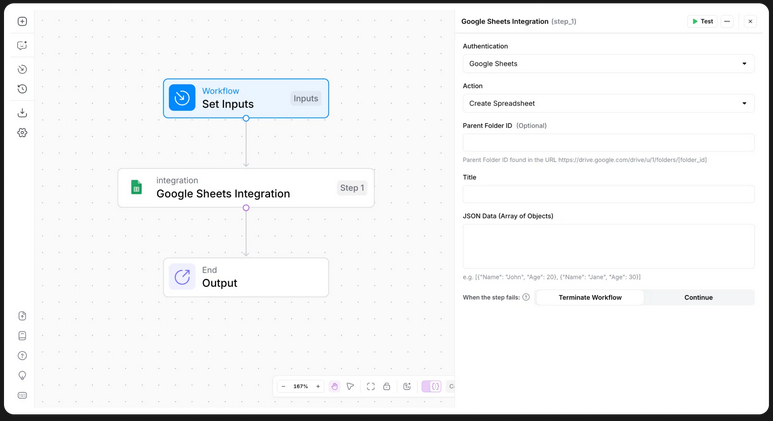 Google Sheets Integration (step_1)
Test
Authentication
Google Sheets
Action
Create Spreadsheet
Parent Folder ID (Optional)
Parent Folder ID found in the URL https://drive.google.com/drive/u/1/folders/[folder_id]
Title
JSON Data (Array of Objects)
e.g. [{"Name": "John", "Age": 20}, {"Name": "Jane", "Age": 30}]
When the step fails:
Terminate Workflow
Continue
Workflow
Set Inputs
Inputs
integration
Google Sheets Integration
Step 1
End
Output
167%